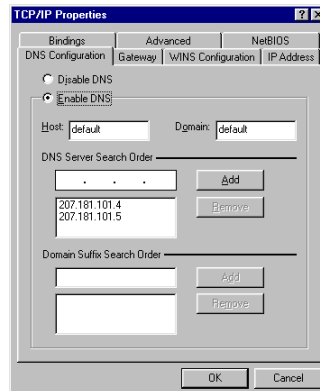 TCP/IP Properties
Bindings Advanced NetBIOS
DNS Configuration Gateway WINS Configuration IP Address
Disable DNS
Enable DNS
Host: default Domain: default
DNS Server Search Order
. . . Add
207.181.101.4 Remove
207.181.101.5
Domain Suffix Search Order
Add
Remove
OK Cancel